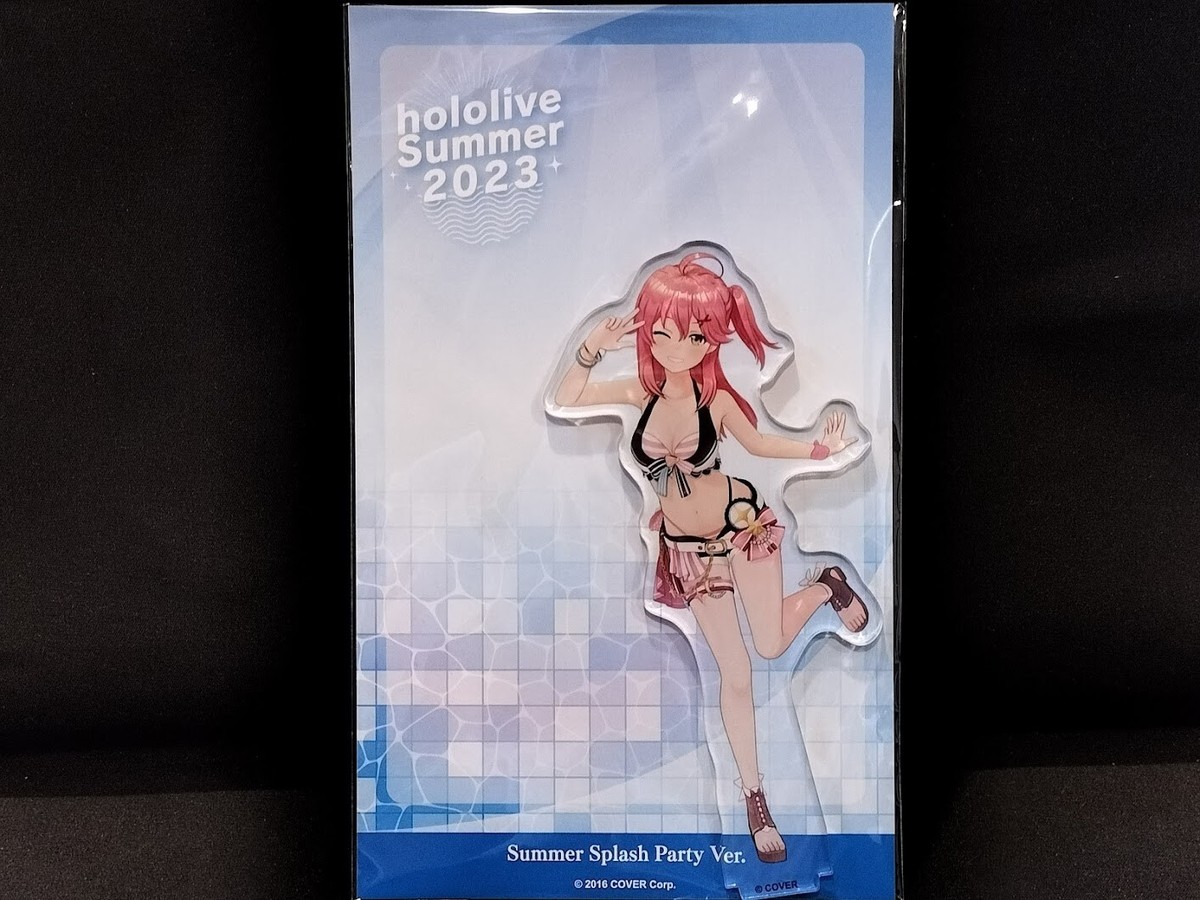 hololive
Summer
2023
Summer Splash Party Ver.
© 2016 COVER Corp.
© COVER